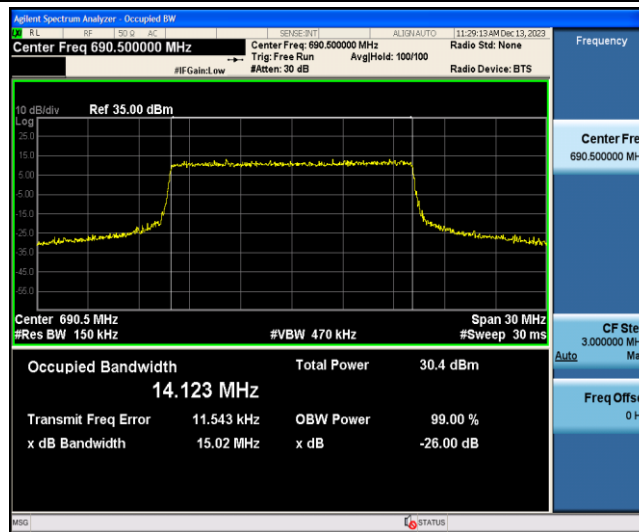 Agilent Spectrum Analyzer - Occupied BW
RL RF 50 Ω AC SENSE:INT ALIGN AUTO 11:29:13 AM Dec 13, 2023
Center Freq 690.500000 MHz
Center Freq: 690.500000 MHz
Radio Std: None
Trig: Free Run Avg|Hold: 100/100
#IFGain:Low
#Atten: 30 dB
Radio Device: BTS
10 dB/div Ref 35.00 dBm
Log
25.0
15.0
5.00
-5.00
-15.0
-25.0
-35.0
-45.0
-55.0
Center 690.5 MHz Span 30 MHz
#Res BW 150 kHz #VBW 470 kHz #Sweep 30 ms
Occupied Bandwidth Total Power 30.4 dBm
14.123 MHz
Transmit Freq Error 11.543 kHz OBW Power 99.00 %
x dB Bandwidth 15.02 MHz x dB -26.00 dB
MSG STATUS
Frequency
Center Fre
690.500000 MH
CF Ste
3.000000 MH
Auto Ma
Freq Offs
0 H